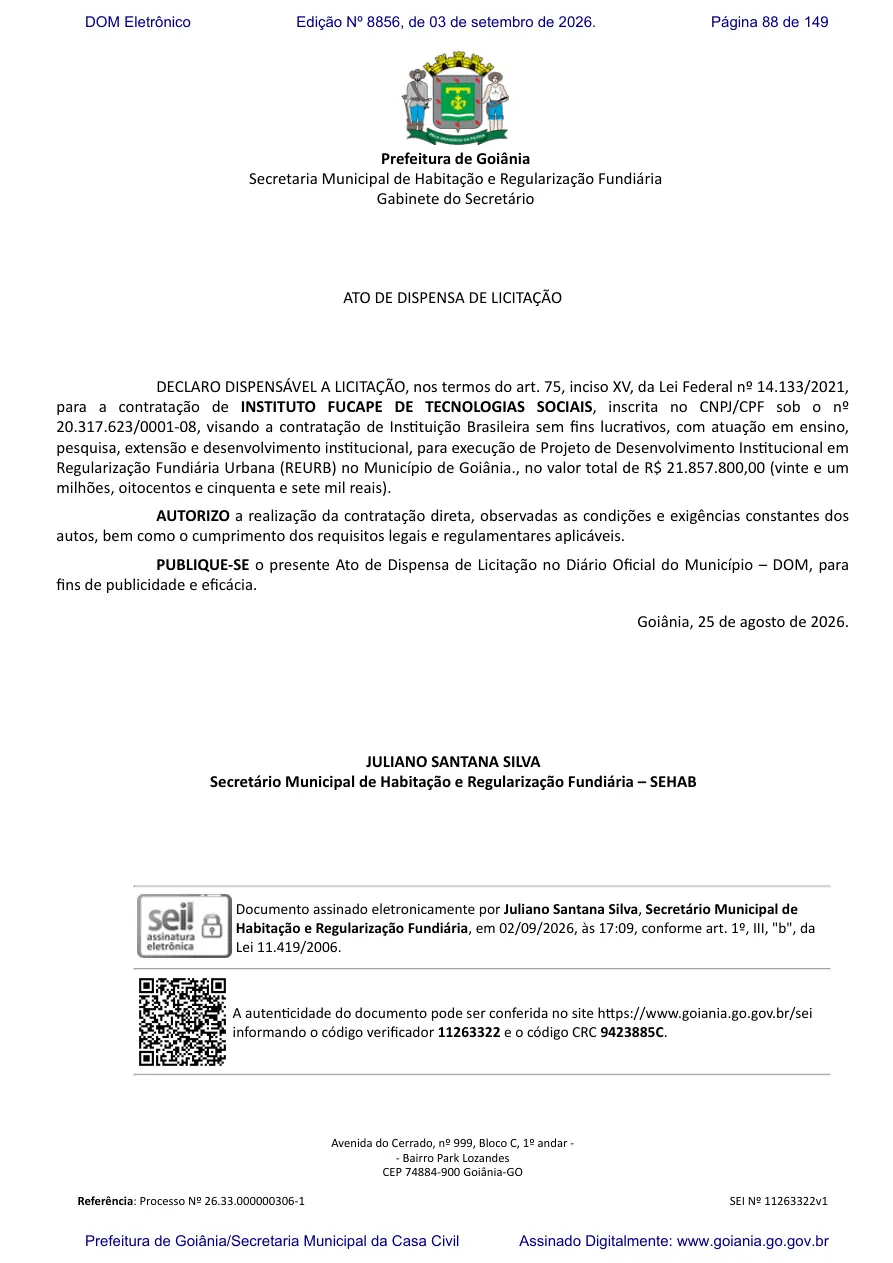 DOM Eletrônico Edição Nº 8856, de 03 de setembro de 2026. Página 88 de 149
Prefeitura de Goiânia
Secretaria Municipal de Habitação e Regularização Fundiária
Gabinete do Secretário
ATO DE DISPENSA DE LICITAÇÃO
DECLARO DISPENSÁVEL A LICITAÇÃO, nos termos do art. 75, inciso XV, da Lei Federal nº 14.133/2021,
para a contratação de INSTITUTO FUCAPE DE TECNOLOGIAS SOCIAIS, inscrita no CNPJ/CPF sob o nº
20.317.623/0001-08, visando a contratação de Instituição Brasileira sem fins lucrativos, com atuação em ensino,
pesquisa, extensão e desenvolvimento institucional, para execução de Projeto de Desenvolvimento Institucional em
Regularização Fundiária Urbana (REURB) no Município de Goiânia., no valor total de R$ 21.857.800,00 (vinte e um
milhões, oitocentos e cinquenta e sete mil reais).
AUTORIZO a realização da contratação direta, observadas as condições e exigências constantes dos
autos, bem como o cumprimento dos requisitos legais e regulamentares aplicáveis.
PUBLIQUE-SE o presente Ato de Dispensa de Licitação no Diário Oficial do Município – DOM, para
fins de publicidade e eficácia.
Goiânia, 25 de agosto de 2026.
JULIANO SANTANA SILVA
Secretário Municipal de Habitação e Regularização Fundiária – SEHAB
sei!
assinatura
eletrônica
Documento assinado eletronicamente por Juliano Santana Silva, Secretário Municipal de
Habitação e Regularização Fundiária, em 02/09/2026, às 17:09, conforme art. 1º, III, "b", da
Lei 11.419/2006.
A autenticidade do documento pode ser conferida no site https://www.goiania.go.gov.br/sei
informando o código verificador 11263322 e o código CRC 9423885C.
Avenida do Cerrado, nº 999, Bloco C, 1º andar -
- Bairro Park Lozandes
CEP 74884-900 Goiânia-GO
Referência: Processo Nº 26.33.000000306-1 SEI Nº 11263322v1
Prefeitura de Goiânia/Secretaria Municipal da Casa Civil Assinado Digitalmente: www.goiania.go.gov.br